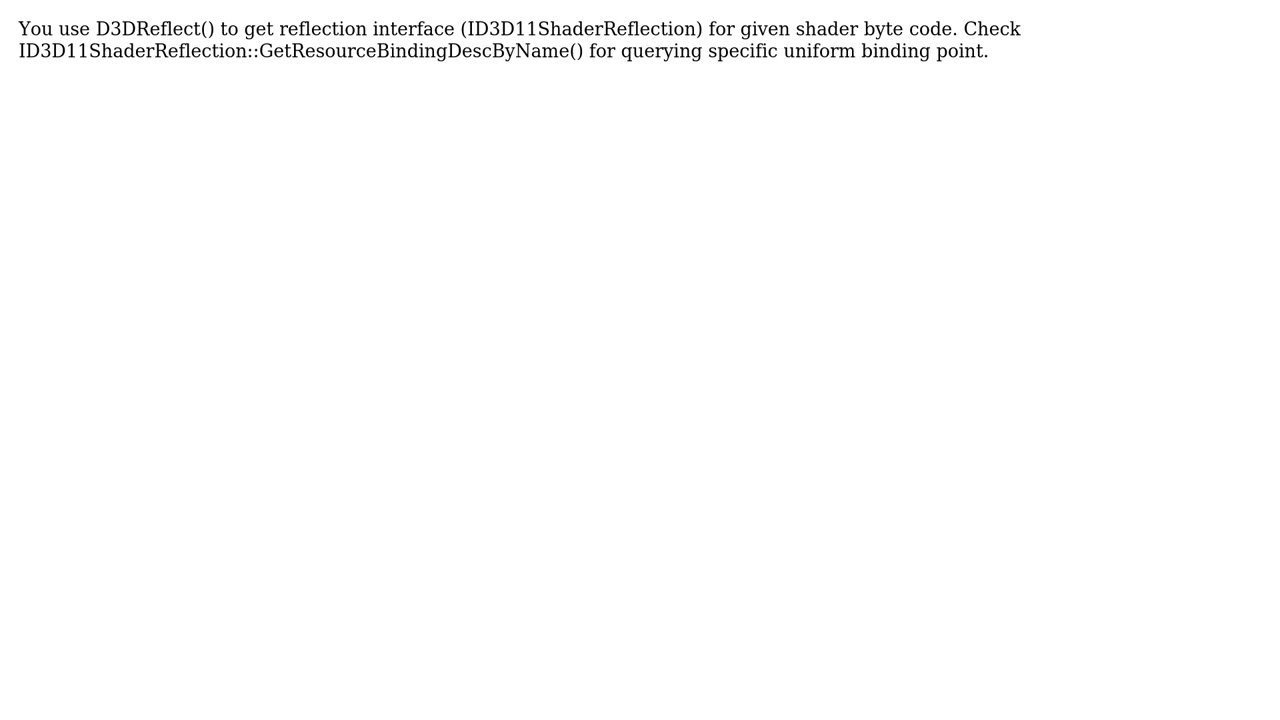 You use D3DReflect() to get reflection interface (ID3D11ShaderReflection) for given shader byte code. Check
ID3D11ShaderReflection::GetResourceBindingDescByName() for querying specific uniform binding point.